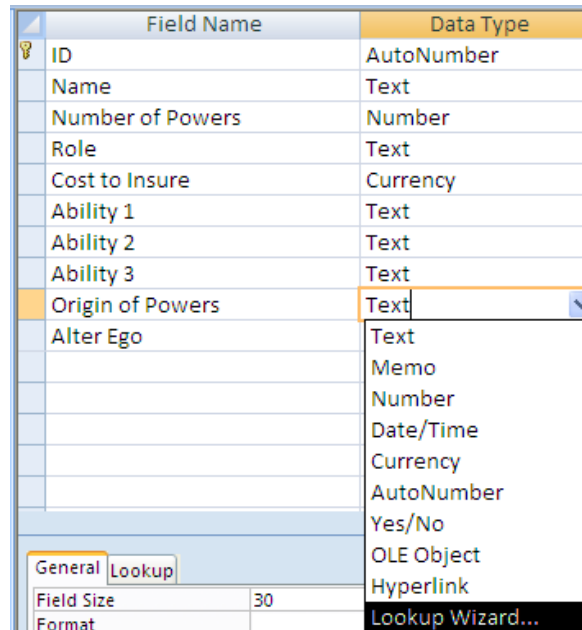 Field Name Data Type
ID AutoNumber
Name Text
Number of Powers Number
Role Text
Cost to Insure Currency
Ability 1 Text
Ability 2 Text
Ability 3 Text
Origin of Powers Text
Alter Ego Text
Memo
Number
Date/Time
Currency
AutoNumber
Yes/No
OLE Object
Hyperlink
Lookup Wizard...
General Lookup
Field Size 30
Format